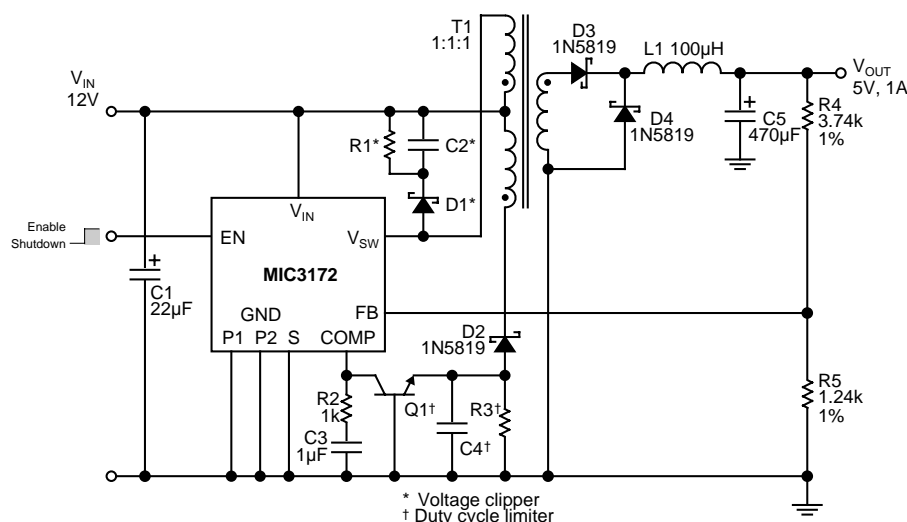 T1
1:1:1
D3
1N5819
L1 100µH
V_OUT
5V, 1A
V_IN
12V
R4
3.74k
1%
C5
470µF
D4
1N5819
R1*
C2*
D1*
V_IN
Enable
Shutdown
EN
V_SW
MIC3172
C1
22µF
GND
FB
P1 P2 S COMP
D2
1N5819
R5
1.24k
1%
R2
1k
Q1†
R3†
C3
1µF
C4†
* Voltage clipper
† Duty cycle limiter